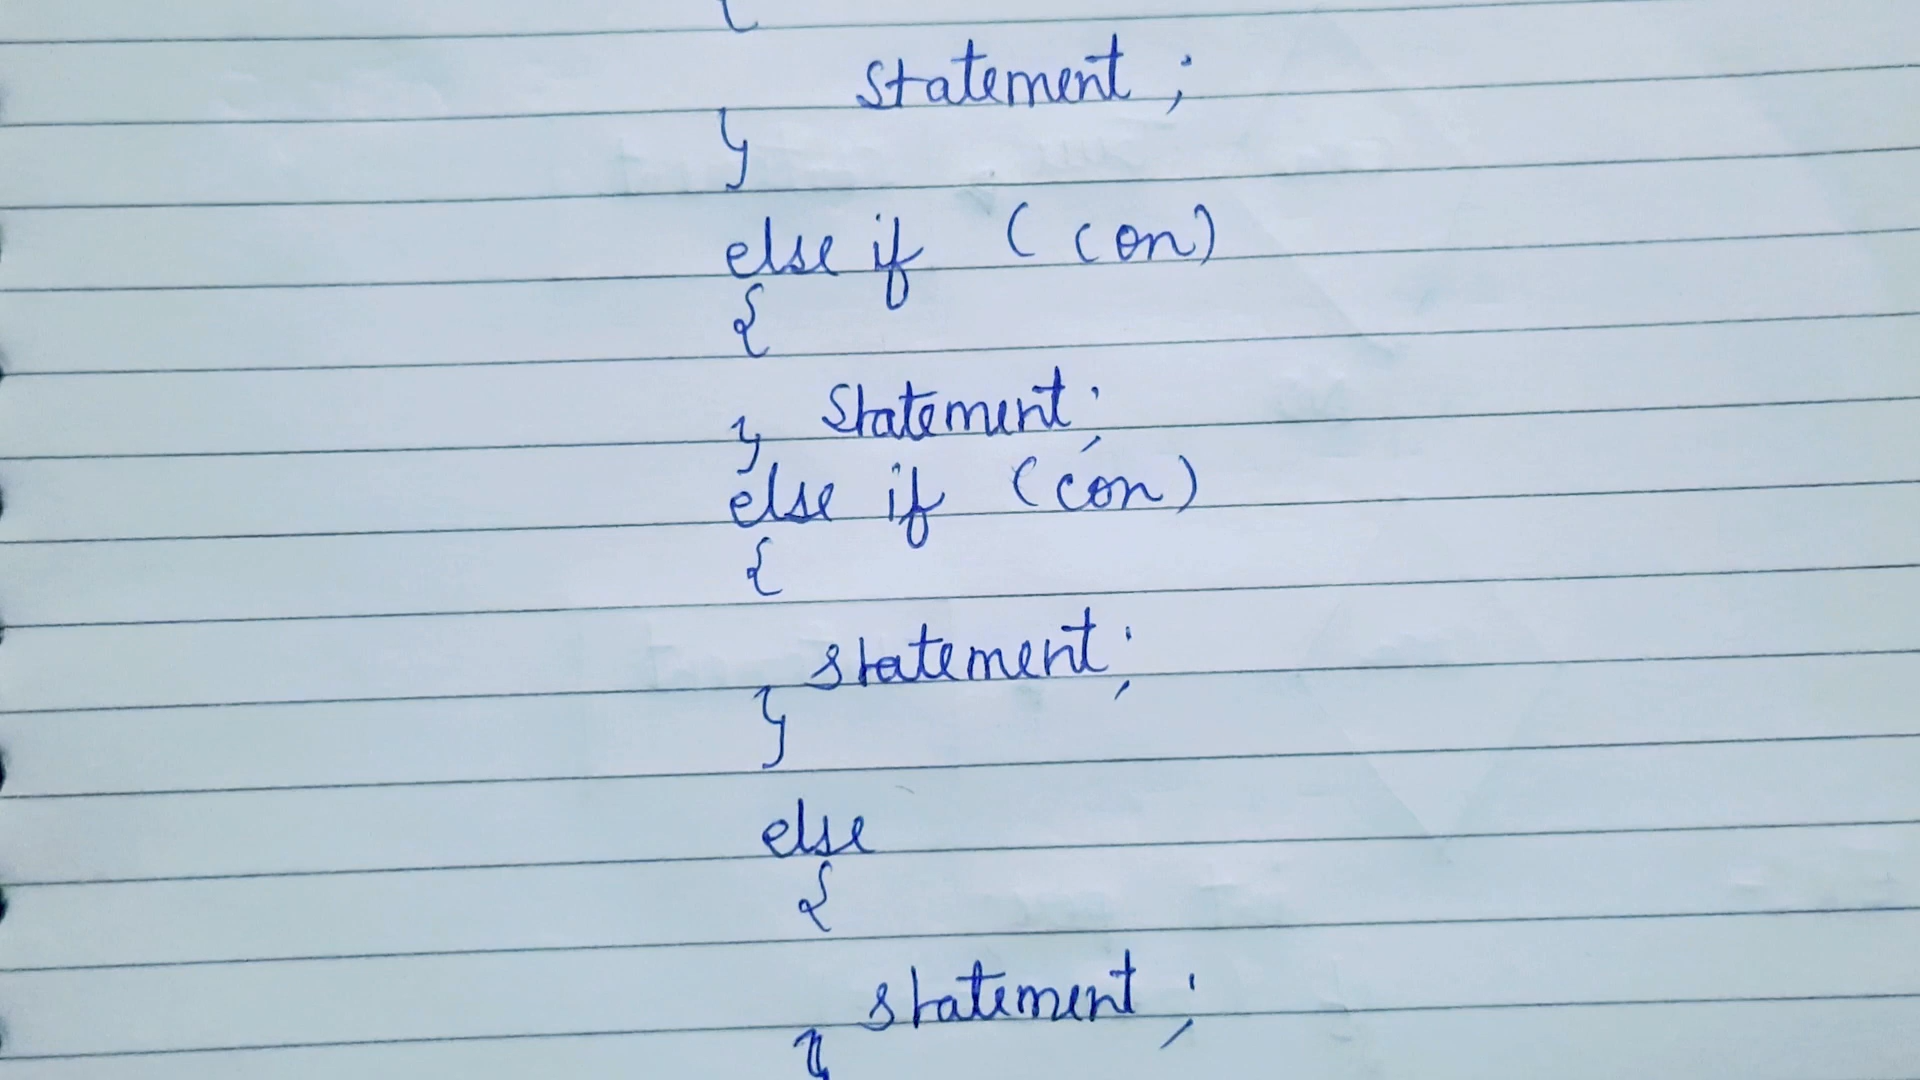 {
statement ;
}
else if ( con)
{
statement;
}
else if (con)
{
statement;
}
else
{
statement ;
}